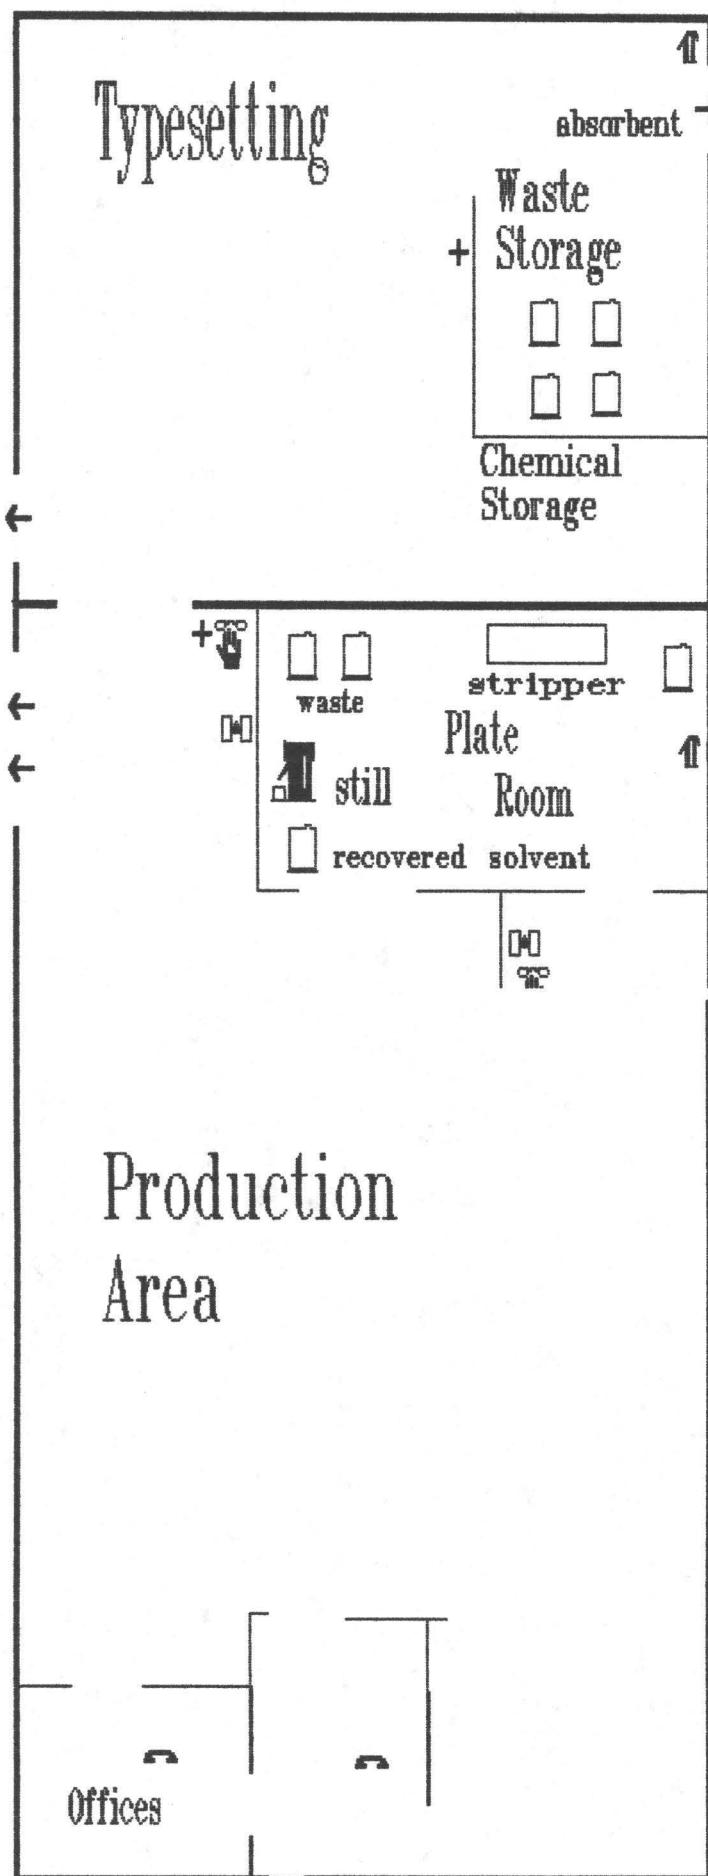 Typesetting
absorbent
Waste
Storage
Chemical
Storage
waste
stripper
Plate
Room
still
recovered solvent
Production
Area
Offices